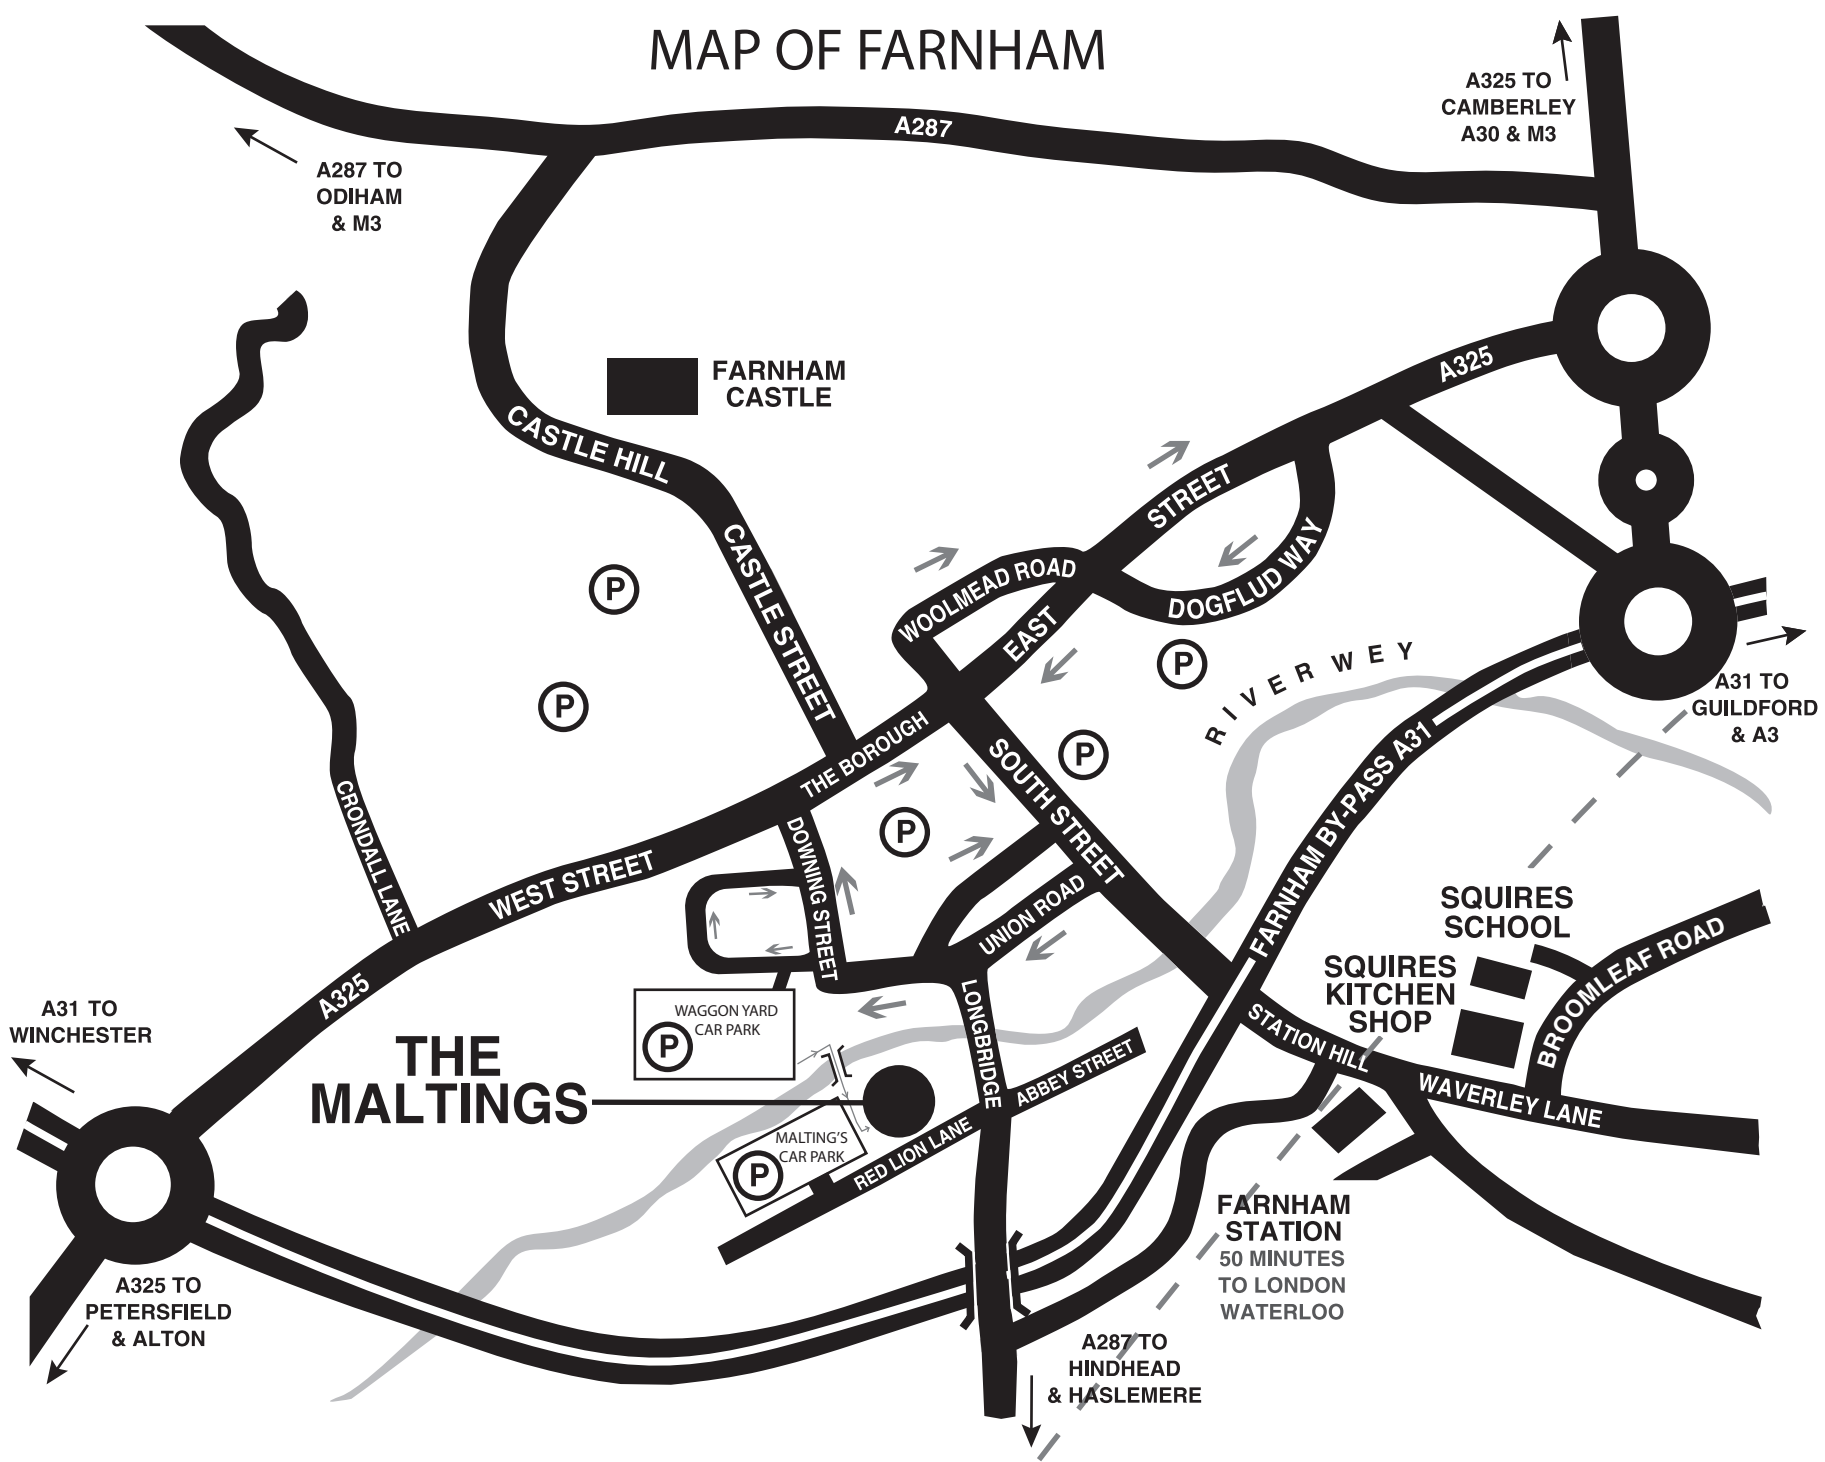 MAP OF FARNHAM
A325 TO
CAMBERLEY
A30 & M3
A287
A287 TO
ODIHAM
& M3
FARNHAM
CASTLE
A325
CASTLE HILL
STREET
CASTLE STREET
WOOLMEAD ROAD
DOGFLUD WAY
EAST
P
P
P
RIVER WEY
A31 TO
GUILDFORD
& A3
THE BOROUGH
SOUTH STREET
P
P
FARNHAM BY-PASS A31
CRONDALL LANE
DOWNING STREET
WEST STREET
UNION ROAD
SQUIRES
SCHOOL
BROOMLEAF ROAD
SQUIRES
KITCHEN
SHOP
A325
A31 TO
WINCHESTER
WAGGON YARD
CAR PARK
P
LONGBRIDGE
STATION HILL
THE
MALTINGS
ABBEY STREET
WAVERLEY LANE
MALTING'S
CAR PARK
P
RED LION LANE
FARNHAM
STATION
50 MINUTES
TO LONDON
WATERLOO
A325 TO
PETERSFIELD
& ALTON
A287 TO
HINDHEAD
& HASLEMERE